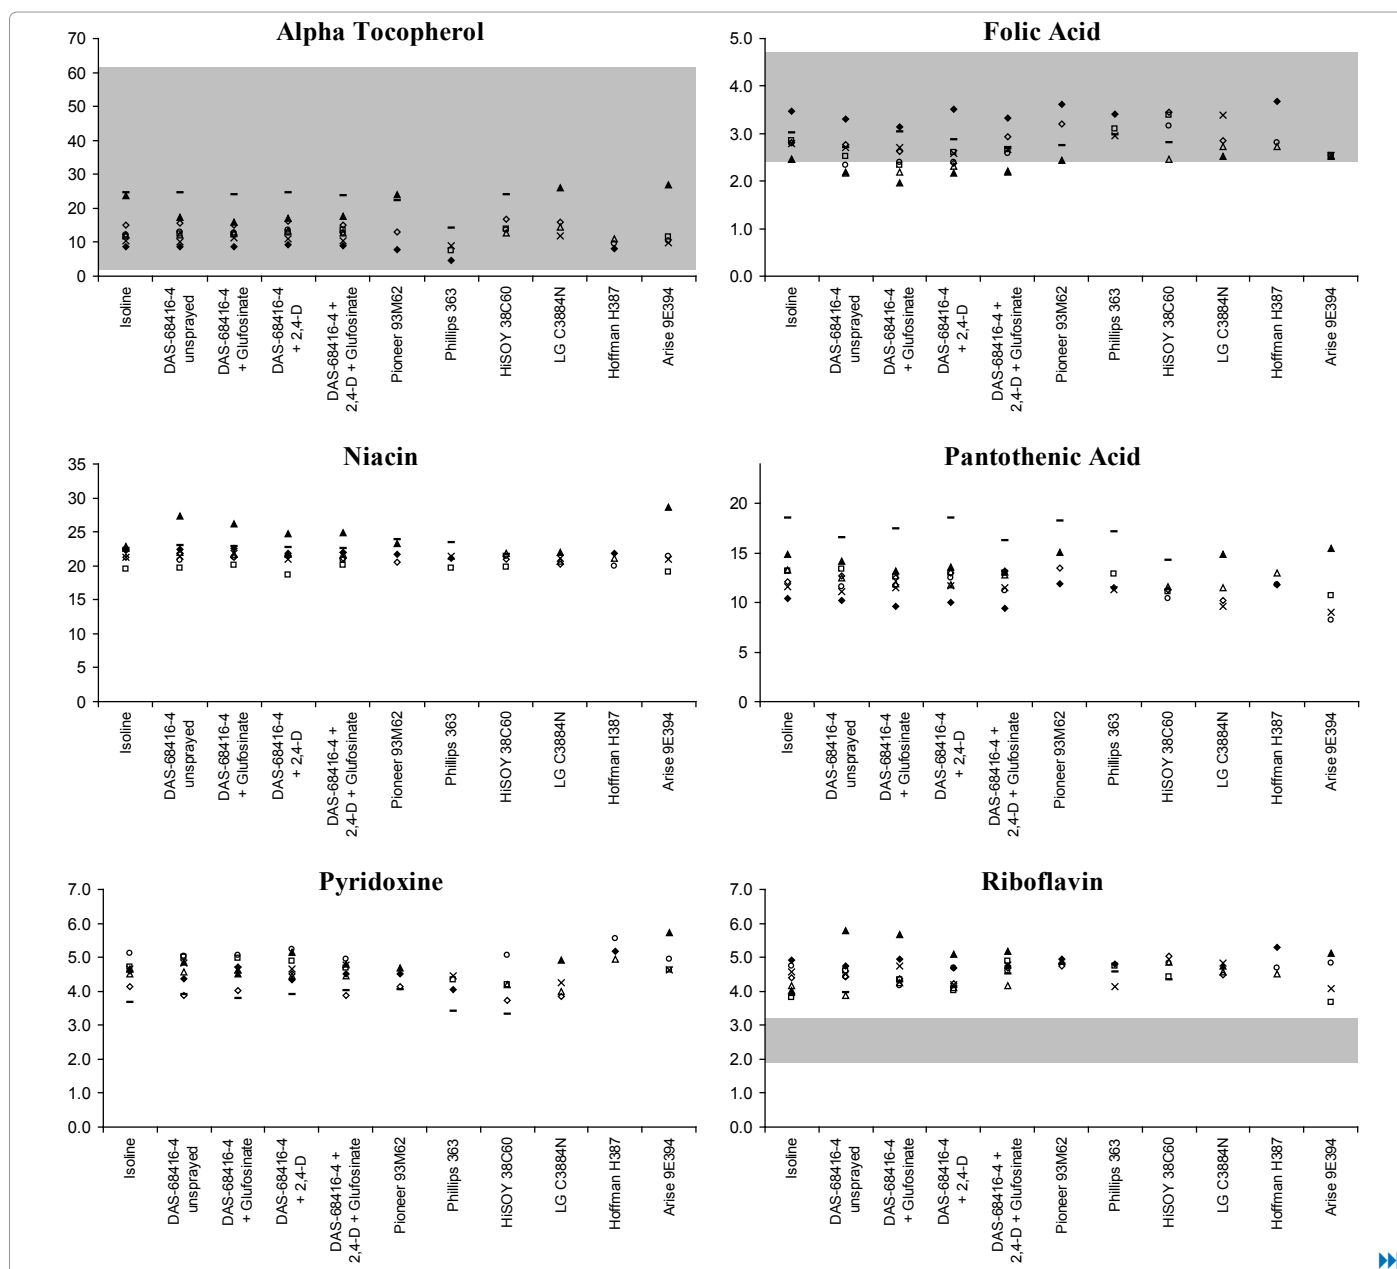 Alpha Tocopherol
70
60
50
40
30
20
10
0
Isoline
DAS-68416-4
unsprayed
DAS-68416-4
+ Glufosinate
DAS-68416-4
+ 2,4-D
DAS-68416-4 +
2,4-D + Glufosinate
Pioneer 93M62
Phillips 363
HiSOY 38C60
LG C3884N
Hoffman H387
Arise 9E394
Folic Acid
5.0
4.0
3.0
2.0
1.0
0.0
Isoline
DAS-68416-4
unsprayed
DAS-68416-4
+ Glufosinate
DAS-68416-4
+ 2,4-D
DAS-68416-4 +
2,4-D + Glufosinate
Pioneer 93M62
Phillips 363
HiSOY 38C60
LG C3884N
Hoffman H387
Arise 9E394
Niacin
35
30
25
20
15
10
5
0
Isoline
DAS-68416-4
unsprayed
DAS-68416-4
+ Glufosinate
DAS-68416-4
+ 2,4-D
DAS-68416-4 +
2,4-D + Glufosinate
Pioneer 93M62
Phillips 363
HiSOY 38C60
LG C3884N
Hoffman H387
Arise 9E394
Pantothenic Acid
20
15
10
5
0
Isoline
DAS-68416-4
unsprayed
DAS-68416-4
+ Glufosinate
DAS-68416-4
+ 2,4-D
DAS-68416-4 +
2,4-D + Glufosinate
Pioneer 93M62
Phillips 363
HiSOY 38C60
LG C3884N
Hoffman H387
Arise 9E394
Pyridoxine
7.0
6.0
5.0
4.0
3.0
2.0
1.0
0.0
Isoline
DAS-68416-4
unsprayed
DAS-68416-4
+ Glufosinate
DAS-68416-4
+ 2,4-D
DAS-68416-4 +
2,4-D + Glufosinate
Pioneer 93M62
Phillips 363
HiSOY 38C60
LG C3884N
Hoffman H387
Arise 9E394
Riboflavin
7.0
6.0
5.0
4.0
3.0
2.0
1.0
0.0
Isoline
DAS-68416-4
unsprayed
DAS-68416-4
+ Glufosinate
DAS-68416-4
+ 2,4-D
DAS-68416-4 +
2,4-D + Glufosinate
Pioneer 93M62
Phillips 363
HiSOY 38C60
LG C3884N
Hoffman H387
Arise 9E394